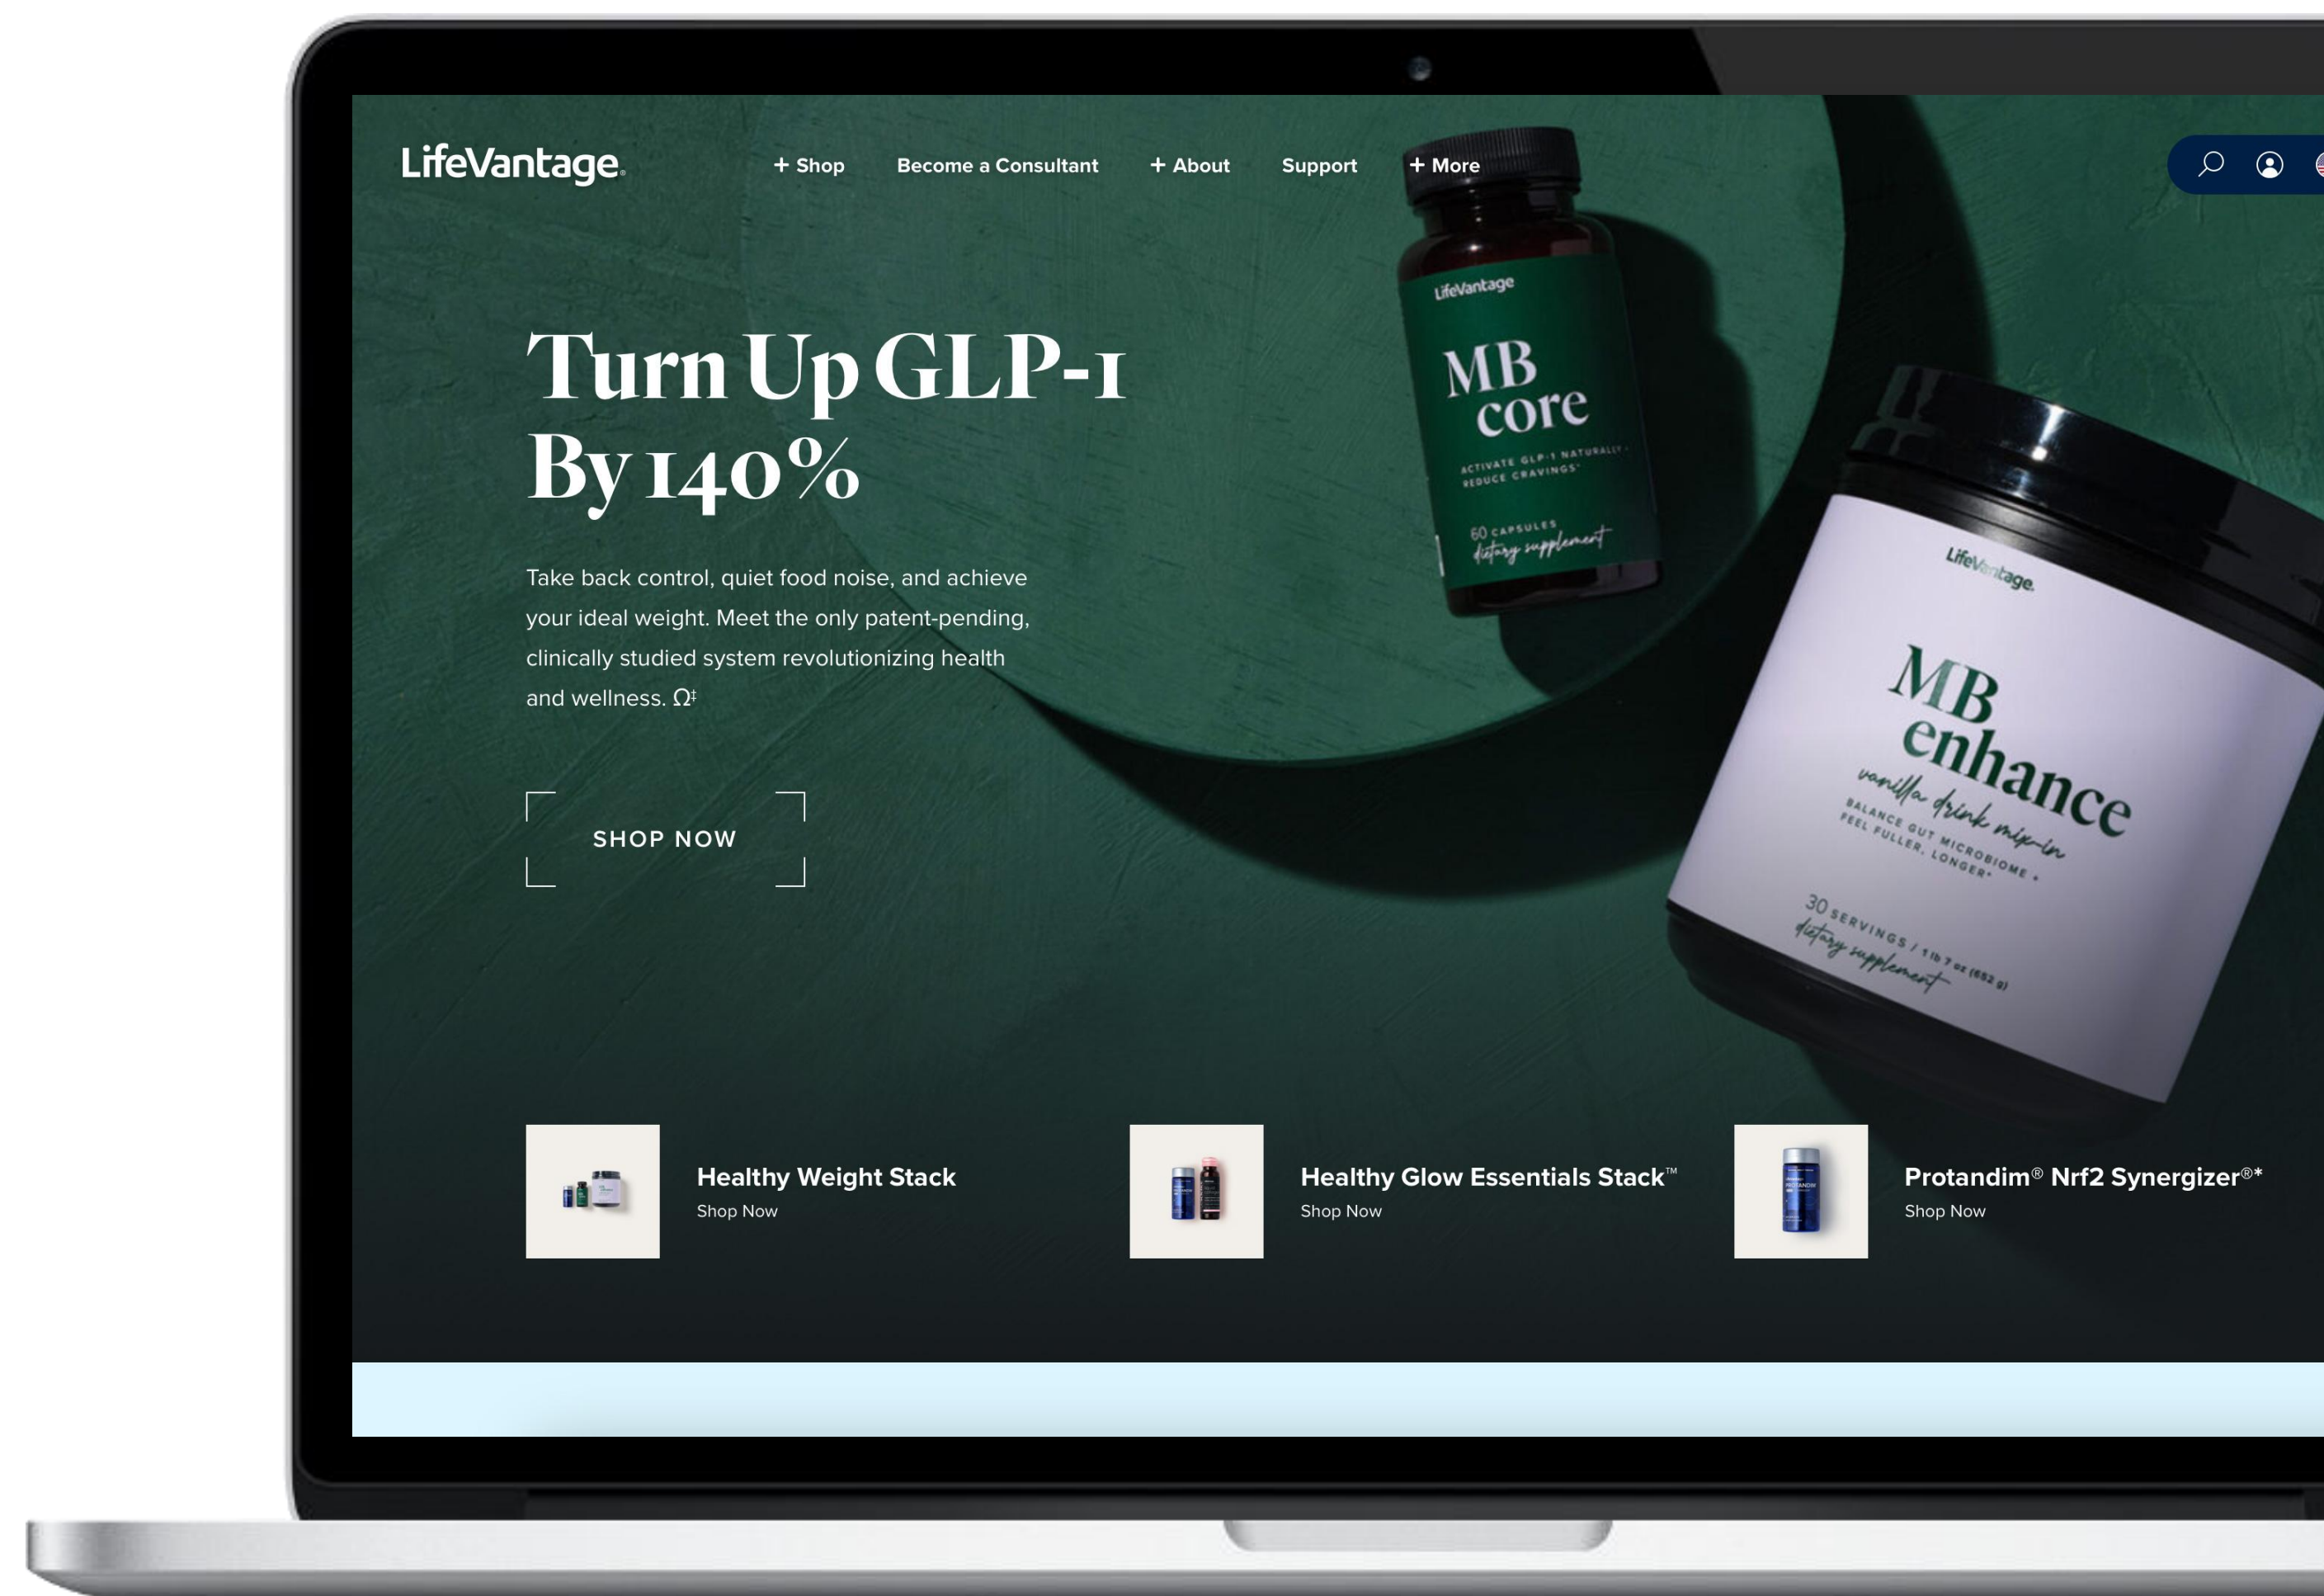 LifeVantage®
+ Shop
Become a Consultant
+ About
Support
+ More
Turn Up GLP-1
By 140%
Take back control, quiet food noise, and achieve
your ideal weight. Meet the only patent-pending,
clinically studied system revolutionizing health
and wellness. Ω‡
SHOP NOW
LifeVantage
MB
core
ACTIVATE GLP-1 NATURALLY +
REDUCE CRAVINGS*
60 CAPSULES
dietary supplement
LifeVantage®
MB
enhance
vanilla drink mix-in
BALANCE GUT MICROBIOME +
FEEL FULLER, LONGER*
30 SERVINGS / 1 lb 7 oz (652 g)
dietary supplement
Healthy Weight Stack
Shop Now
Healthy Glow Essentials Stack™
Shop Now
PROTANDIM
Protandim® Nrf2 Synergizer®*
Shop Now